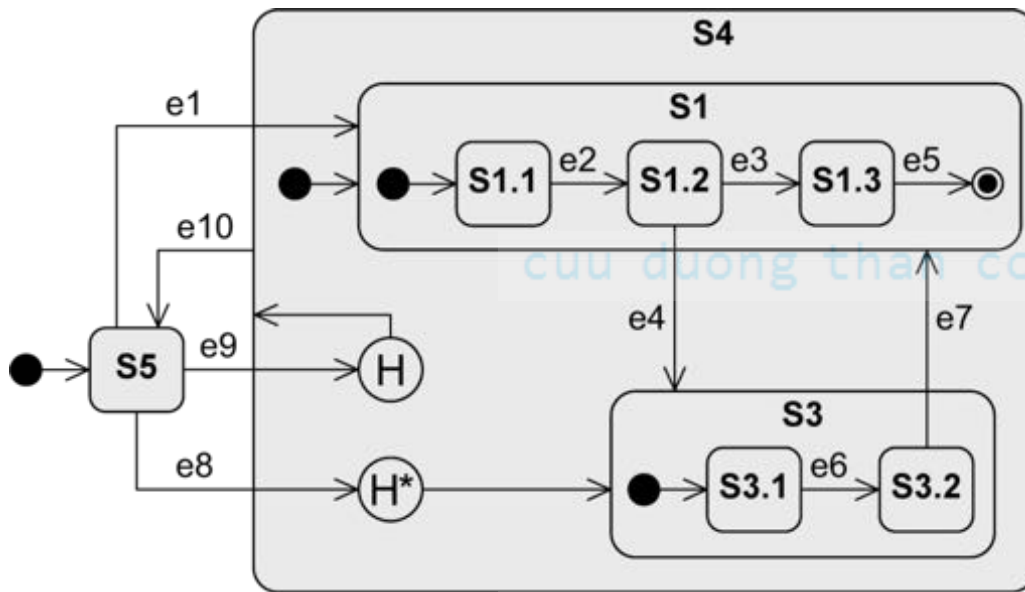 S4
S1
e1
S1.1
e2
S1.2
e3
S1.3
e5
e10
cuu duong than co
e4
e7
S5
e9
H
S3
e8
H*
S3.1
e6
S3.2